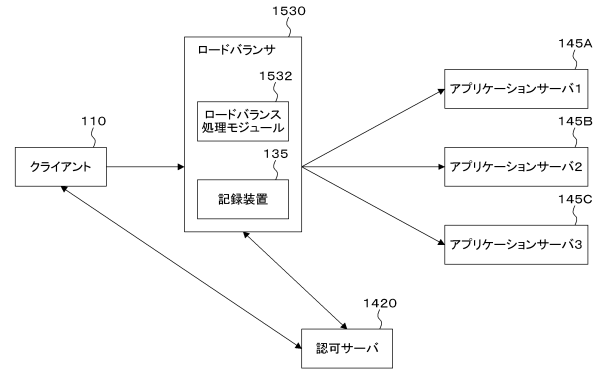 1530
ロードバランサ
1532
ロードバランス
処理モジュール
135
記録装置
110
クライアント
145A
アプリケーションサーバ1
145B
アプリケーションサーバ2
145C
アプリケーションサーバ3
1420
認可サーバ